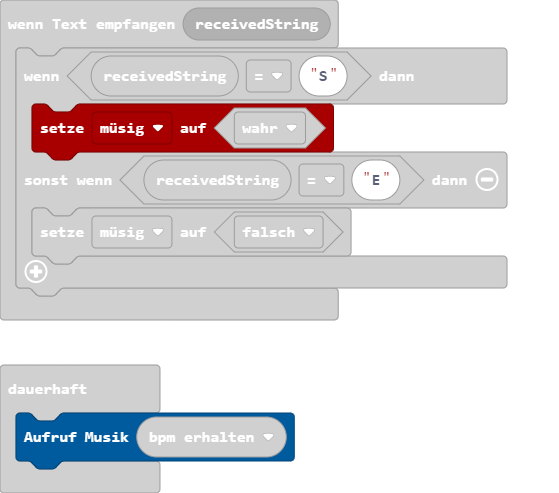 wenn Text empfangen receivedString
wenn receivedString = "S" dann
setze müsig auf wahr
sonst wenn receivedString = "E" dann
setze müsig auf falsch
dauerhaft
Aufruf Musik bpm erhalten